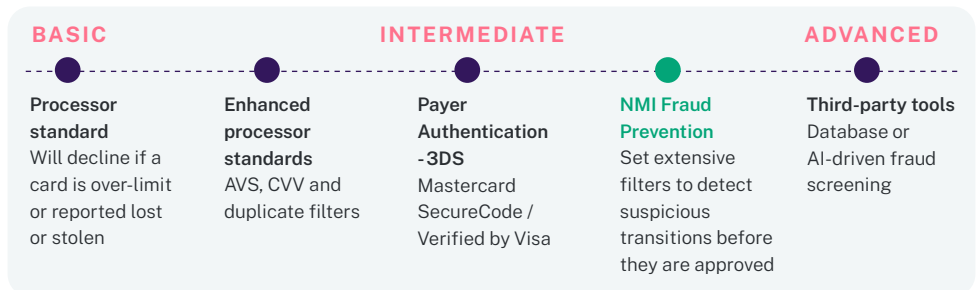 BASIC
INTERMEDIATE
ADVANCED
Processor
standard
Will decline if a
card is over-limit
or reported lost
or stolen
Enhanced
processor
standards
AVS, CVV and
duplicate filters
Payer
Authentication
-3DS
Mastercard
SecureCode /
Verified by Visa
NMI Fraud
Prevention
Set extensive
filters to detect
suspicious
transitions before
they are approved
Third-party tools
Database or
AI-driven fraud
screening